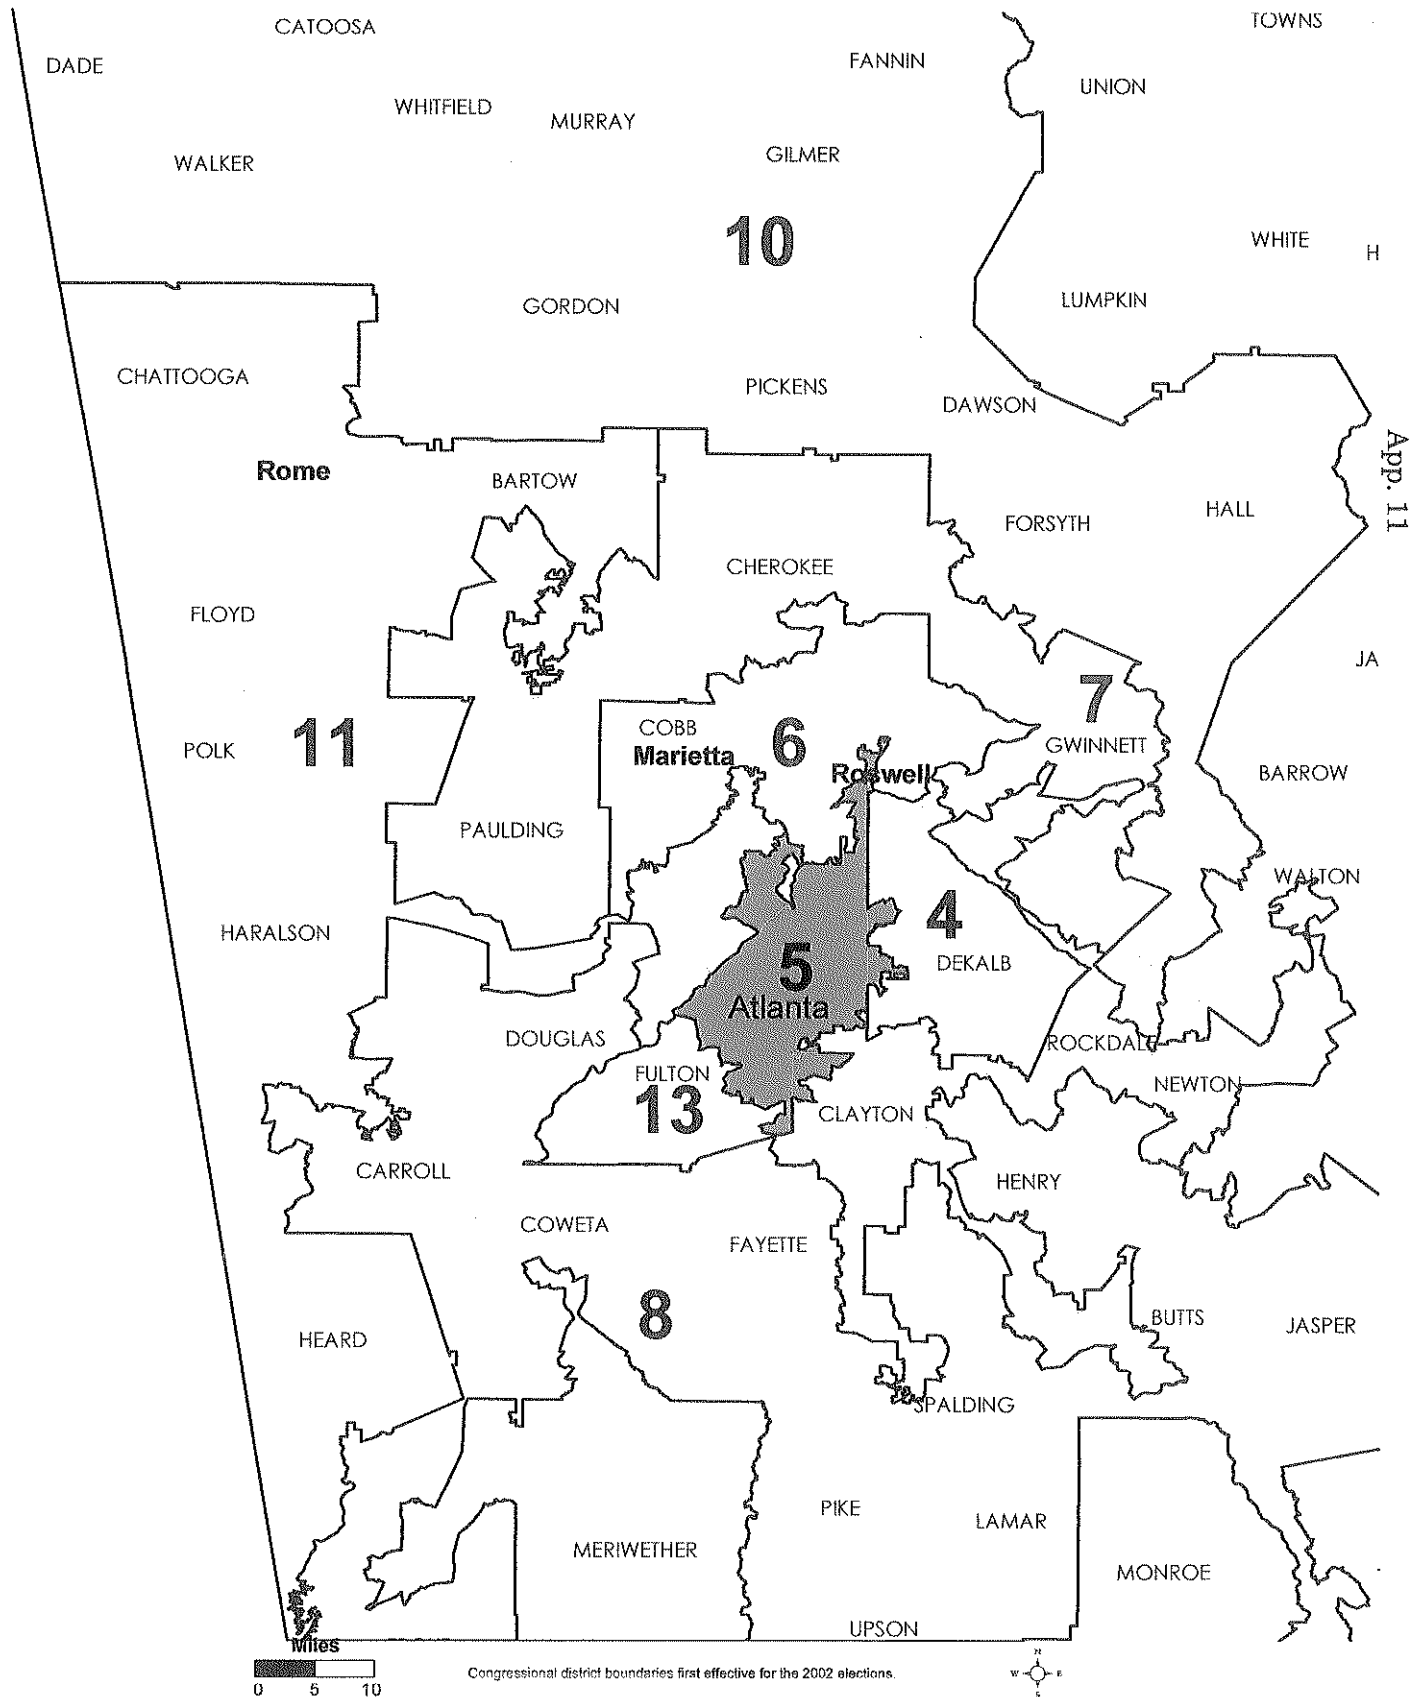 TOWNS
CATOOSA
FANNIN
DADE
UNION
WHITFIELD
MURRAY
GILMER
WALKER
10
WHITE
H
LUMPKIN
GORDON
CHATTOOGA
PICKENS
DAWSON
App. 11
Rome
BARTOW
HALL
FORSYTH
CHEROKEE
FLOYD
JA
7
COBB
6
11
GWINNETT
POLK
Marietta
Roswell
BARROW
PAULDING
WALTON
4
HARALSON
5
DEKALB
Atlanta
DOUGLAS
ROCKDALE
FULTON
NEWTON
13
CLAYTON
CARROLL
HENRY
COWETA
FAYETTE
8
BUTTS
JASPER
HEARD
SPALDING
PIKE
LAMAR
MERIWETHER
MONROE
UPSON
Miles
0 5 10
Congressional district boundaries first effective for the 2002 elections.
N
W E
S